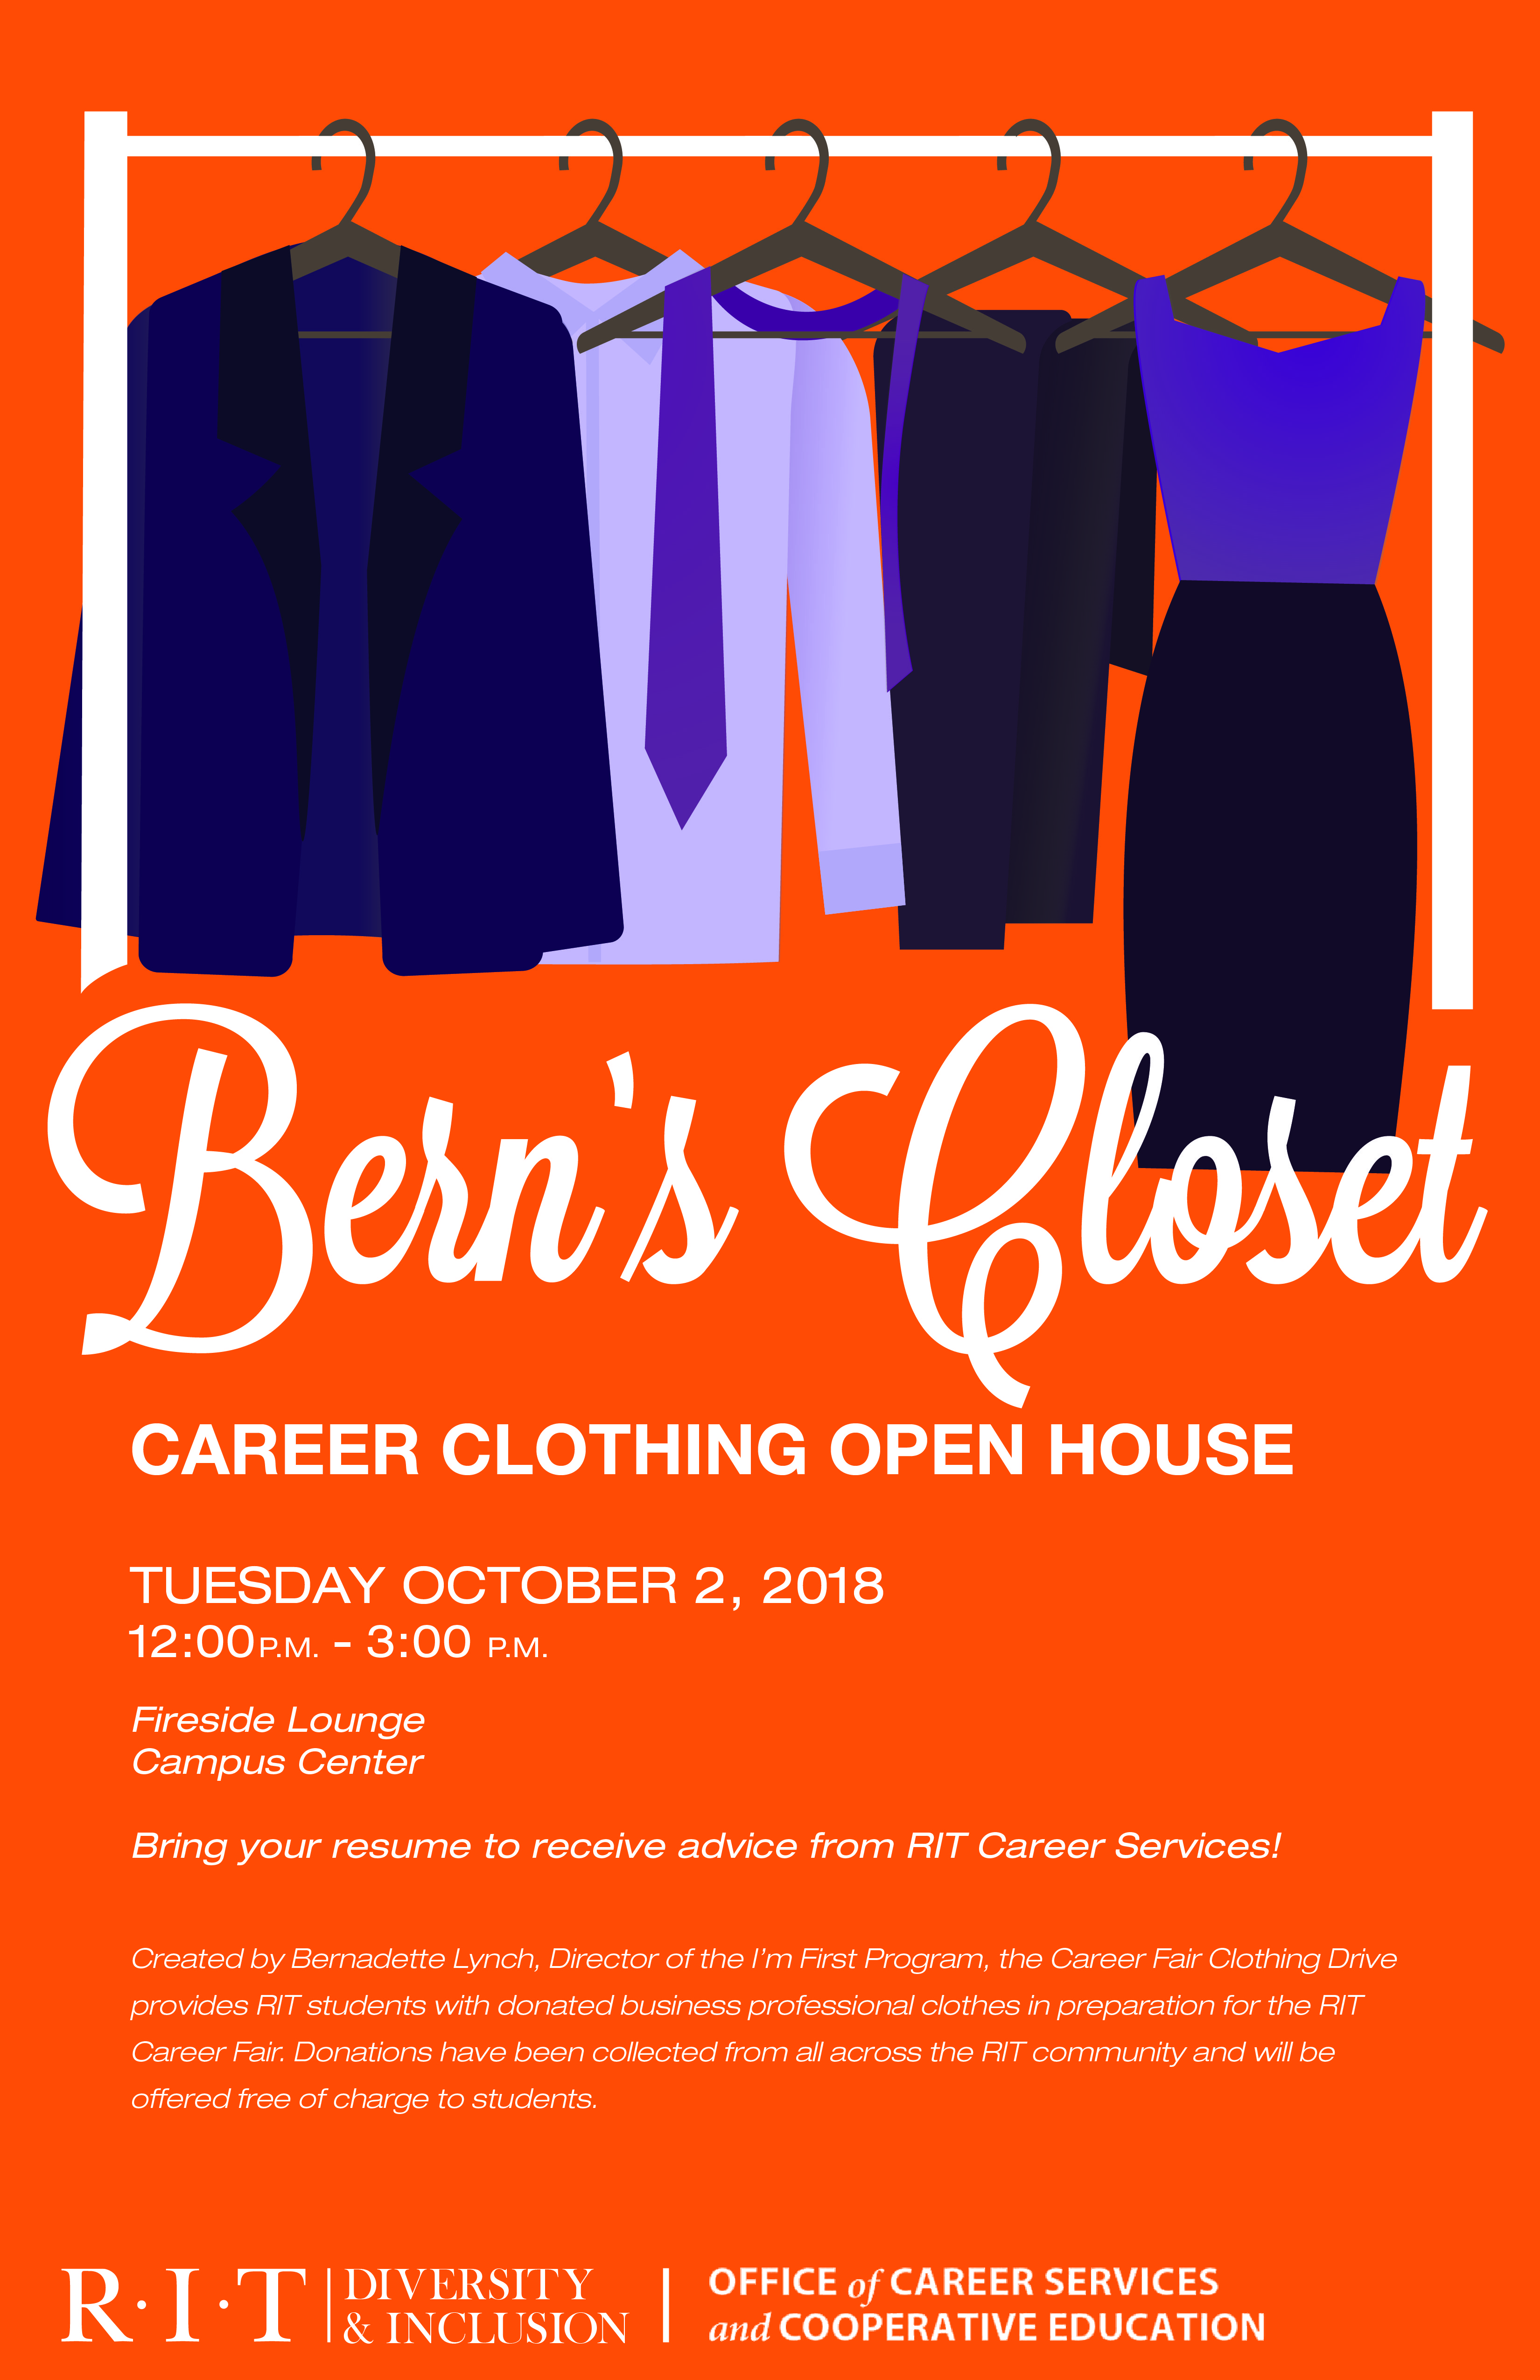 Bern's Closet
CAREER CLOTHING OPEN HOUSE
TUESDAY OCTOBER 2, 2018
12:00 P.M. - 3:00 P.M.
Fireside Lounge
Campus Center
Bring your resume to receive advice from RIT Career Services!
Created by Bernadette Lynch, Director of the I'm First Program, the Career Fair Clothing Drive
provides RIT students with donated business professional clothes in preparation for the RIT
Career Fair. Donations have been collected from all across the RIT community and will be
offered free of charge to students.
R·I·T
DIVERSITY
& INCLUSION
OFFICE of CAREER SERVICES
and COOPERATIVE EDUCATION